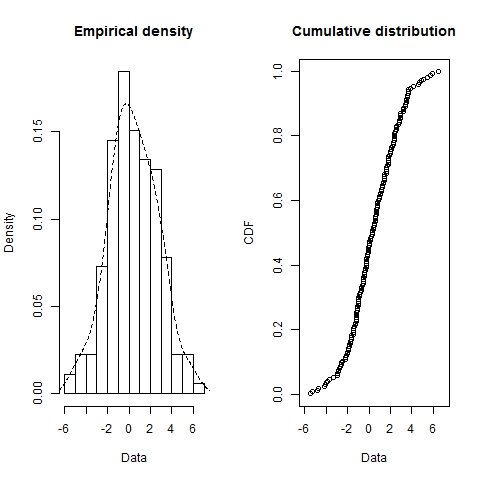 Empirical density
Density
0.00 0.05 0.10 0.15
-6 -2 0 2 4 6
Data
Cumulative distribution
CDF
0.0 0.2 0.4 0.6 0.8 1.0
-6 -2 0 2 4 6
Data